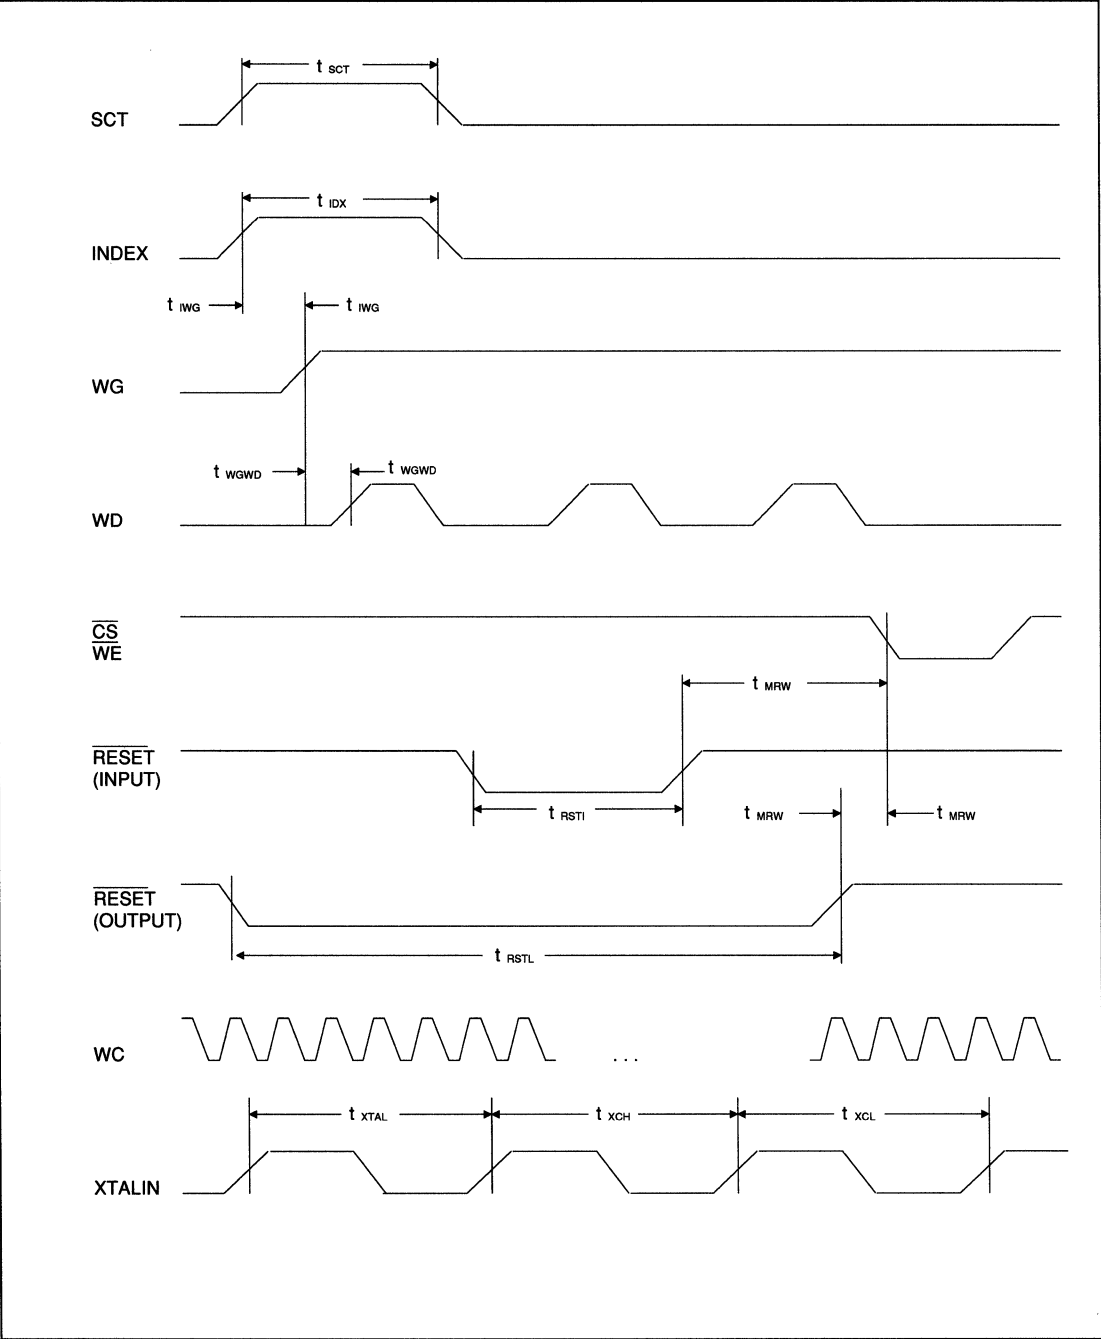 t SCT
SCT
t IDX
INDEX
t IWG t IWG
WG
t WGWD t WGWD
WD
CS
WE
t MRW
RESET
(INPUT)
t RSTI t MRW t MRW
RESET
(OUTPUT)
t RSTL
WC ...
t XTAL t XCH t XCL
XTALIN